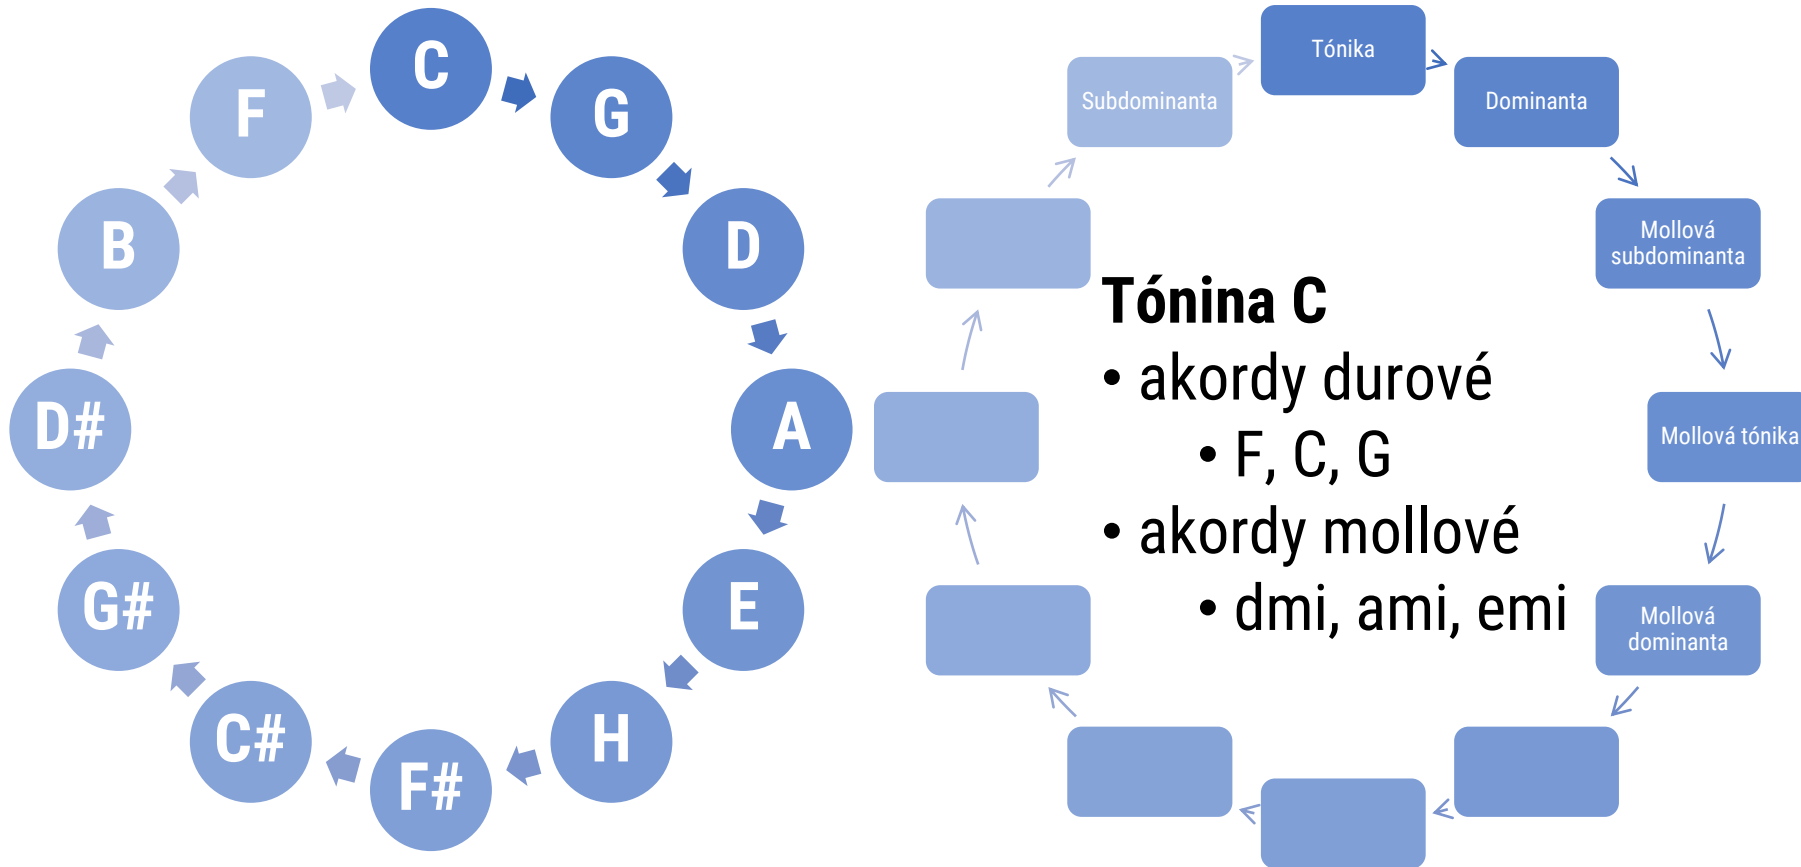 C
G
D
A
E
H
F#
C#
G#
D#
B
F
Tónika
Dominanta
Mollová
subdominanta
Mollová tónika
Mollová
dominanta
Subdominanta
Tónina C
• akordy durové
• F, C, G
• akordy mollové
• dmi, ami, emi